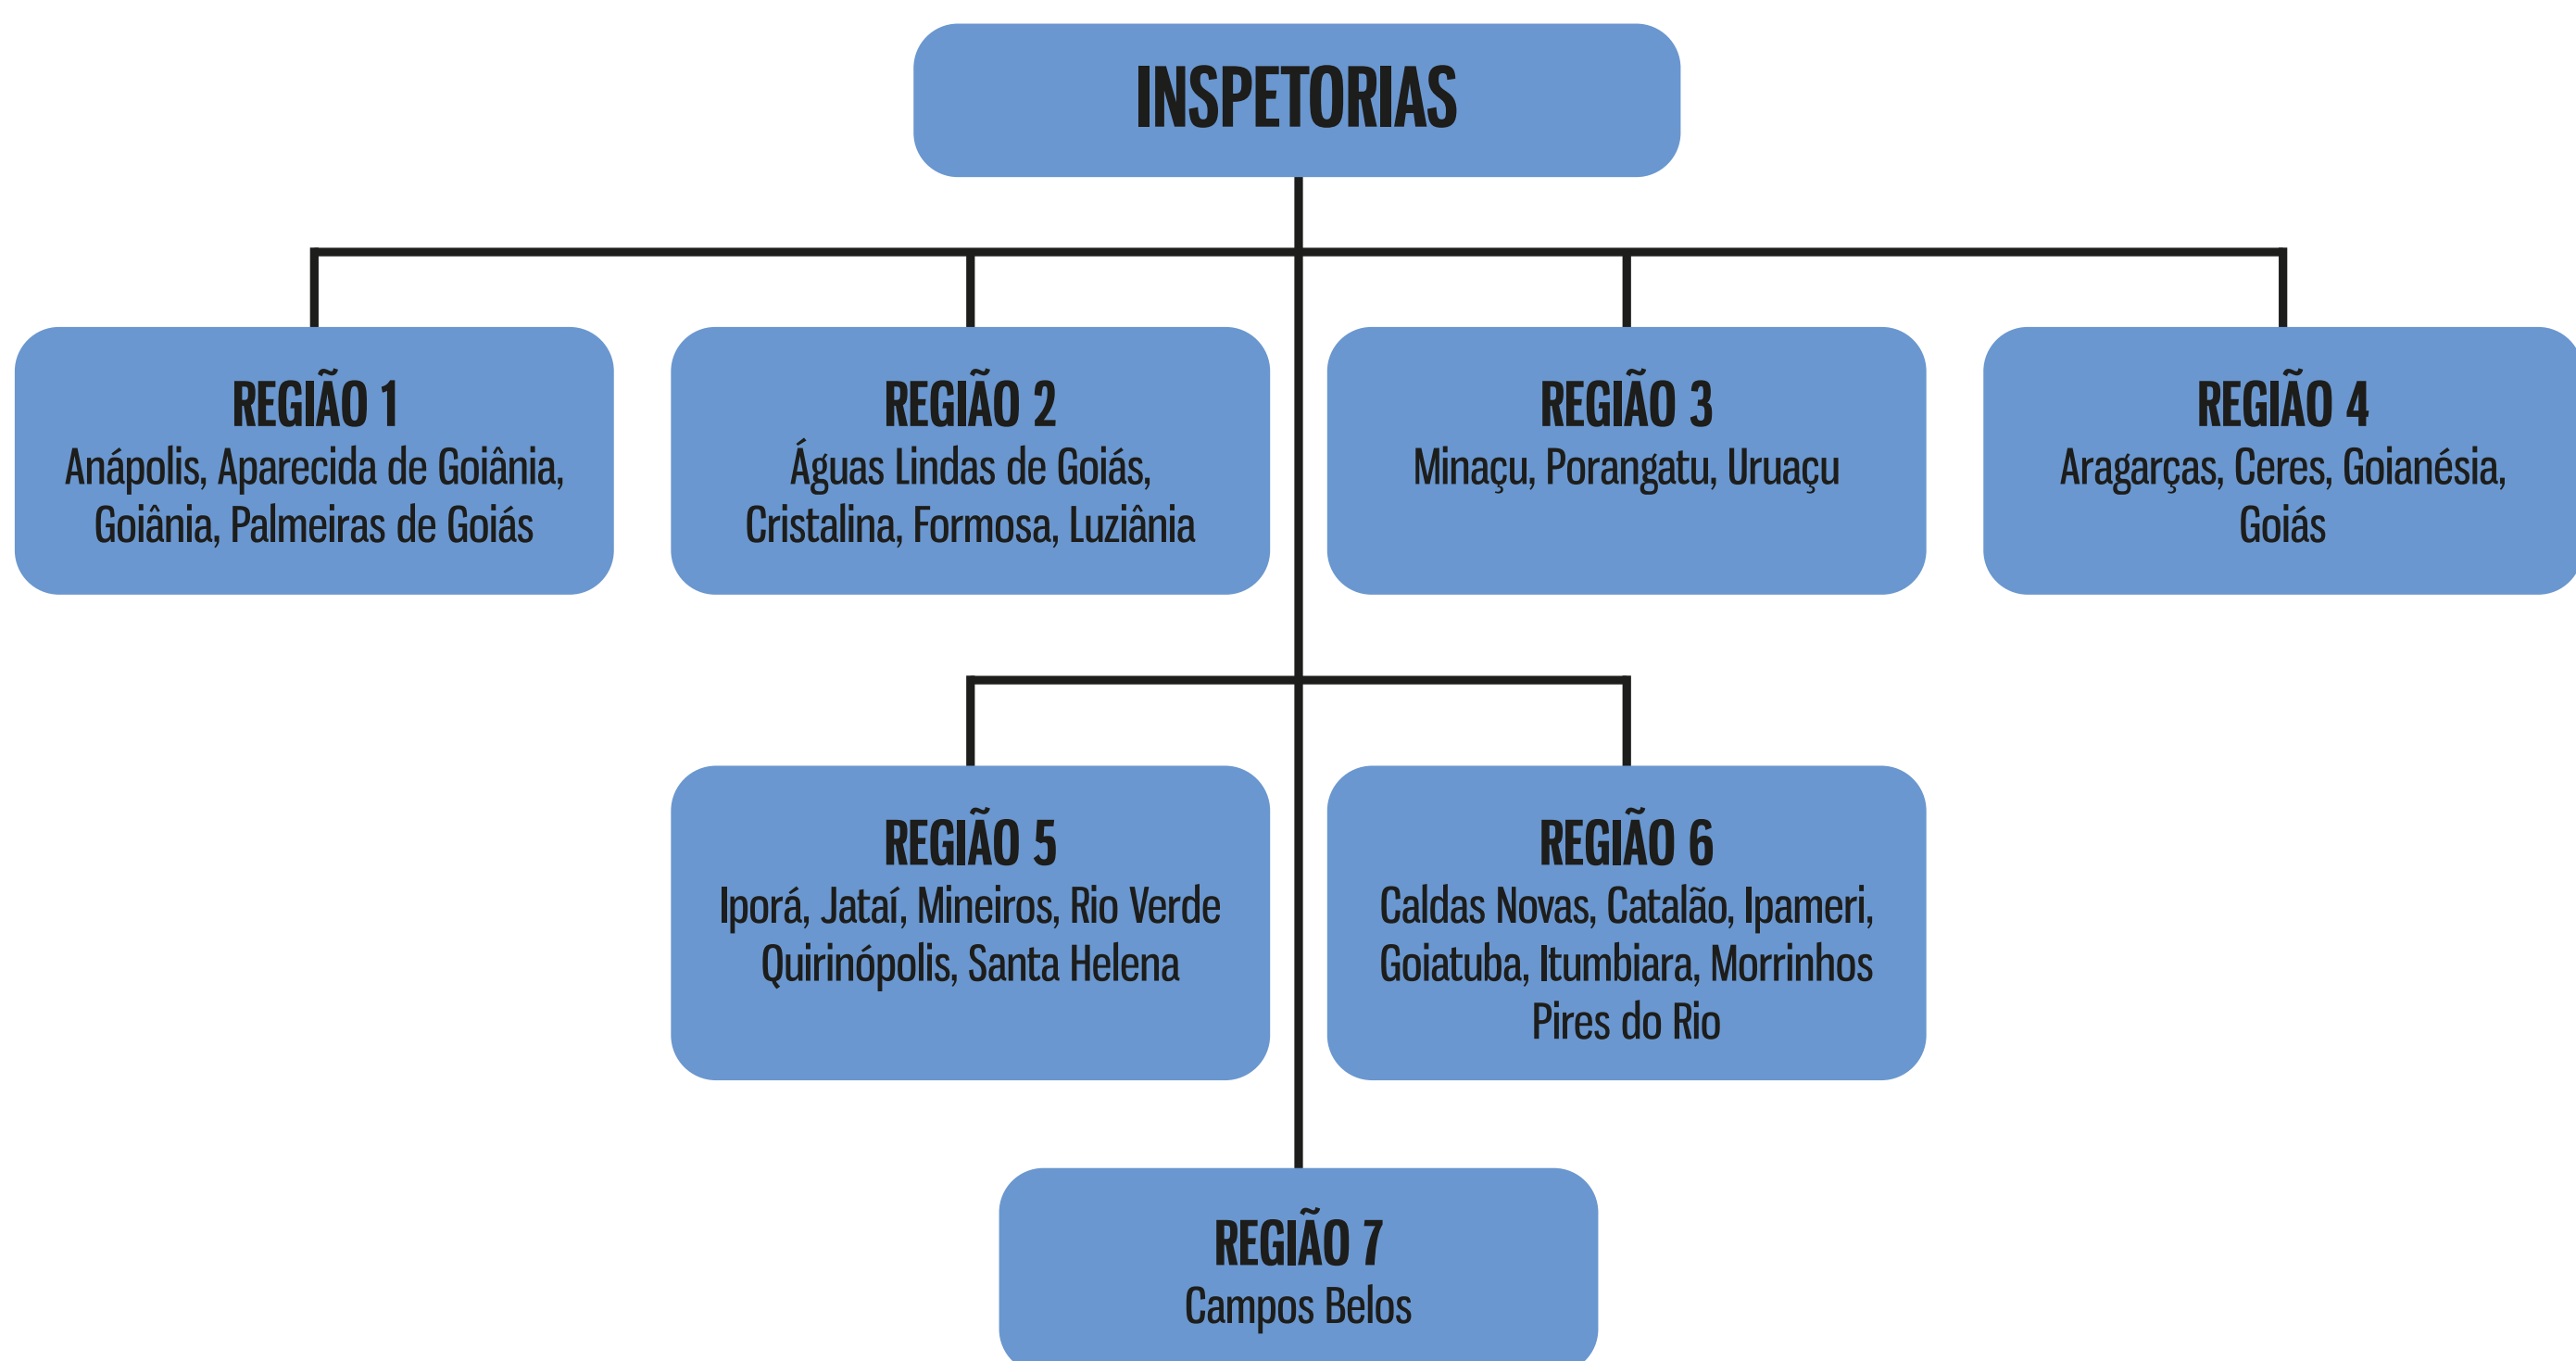 INSPETORIAS
REGIÃO 1
Anápolis, Aparecida de Goiânia,
Goiânia, Palmeiras de Goiás
REGIÃO 2
Águas Lindas de Goiás,
Cristalina, Formosa, Luziânia
REGIÃO 3
Minaçu, Porangatu, Uruaçu
REGIÃO 4
Aragarças, Ceres, Goianésia,
Goiás
REGIÃO 5
Iporá, Jataí, Mineiros, Rio Verde
Quirinópolis, Santa Helena
REGIÃO 6
Caldas Novas, Catalão, Ipameri,
Goiatuba, Itumbiara, Morrinhos
Pires do Rio
REGIÃO 7
Campos Belos